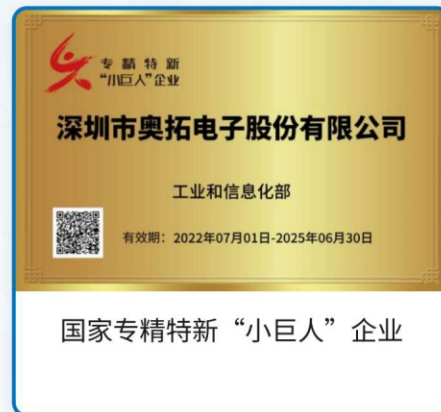 专精特新
“小巨人”企业
深圳市奥拓电子股份有限公司
工业和信息化部
有效期：2022年07月01日-2025年06月30日
国家专精特新“小巨人”企业